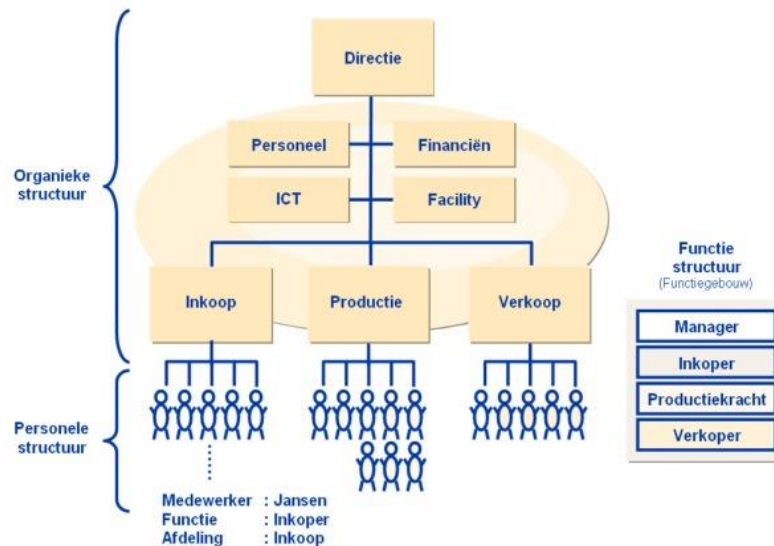 Directie
Personeel
Financiën
ICT
Facility
Organieke
structuur
Inkoop
Productie
Verkoop
Functie
structuur
(Functiegebouw)
Manager
Inkoper
Productiekracht
Verkoper
Personele
structuur
Medewerker : Jansen
Functie : Inkoper
Afdeling : Inkoop